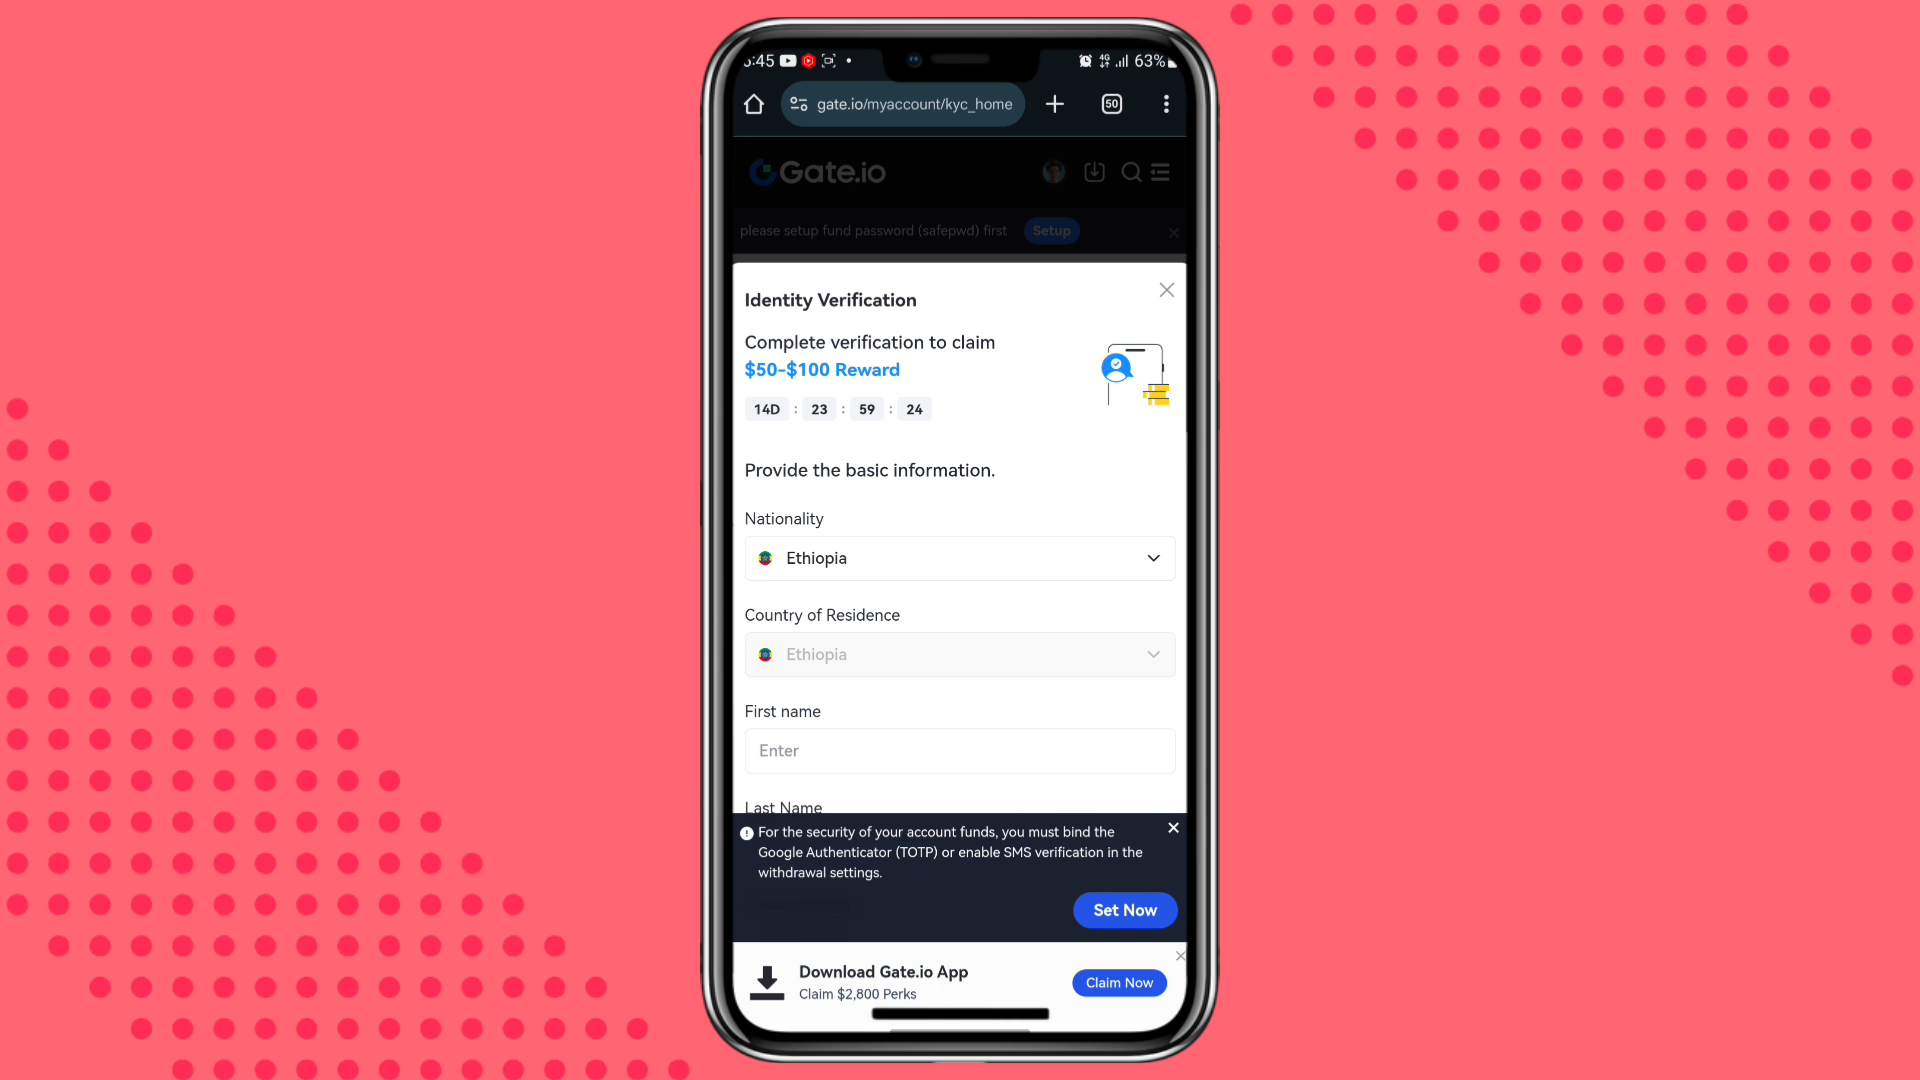 5:45
4G
63%
gate.io/myaccount/kyc_home
50
Gate.io
please setup fund password (safepwd) first
Setup
Identity Verification
Complete verification to claim
$50-$100 Reward
14D : 23 : 59 : 24
Provide the basic information.
Nationality
Ethiopia
Country of Residence
Ethiopia
First name
Enter
Last Name
For the security of your account funds, you must bind the
Google Authenticator (TOTP) or enable SMS verification in the
withdrawal settings.
Set Now
Download Gate.io App
Claim $2,800 Perks
Claim Now